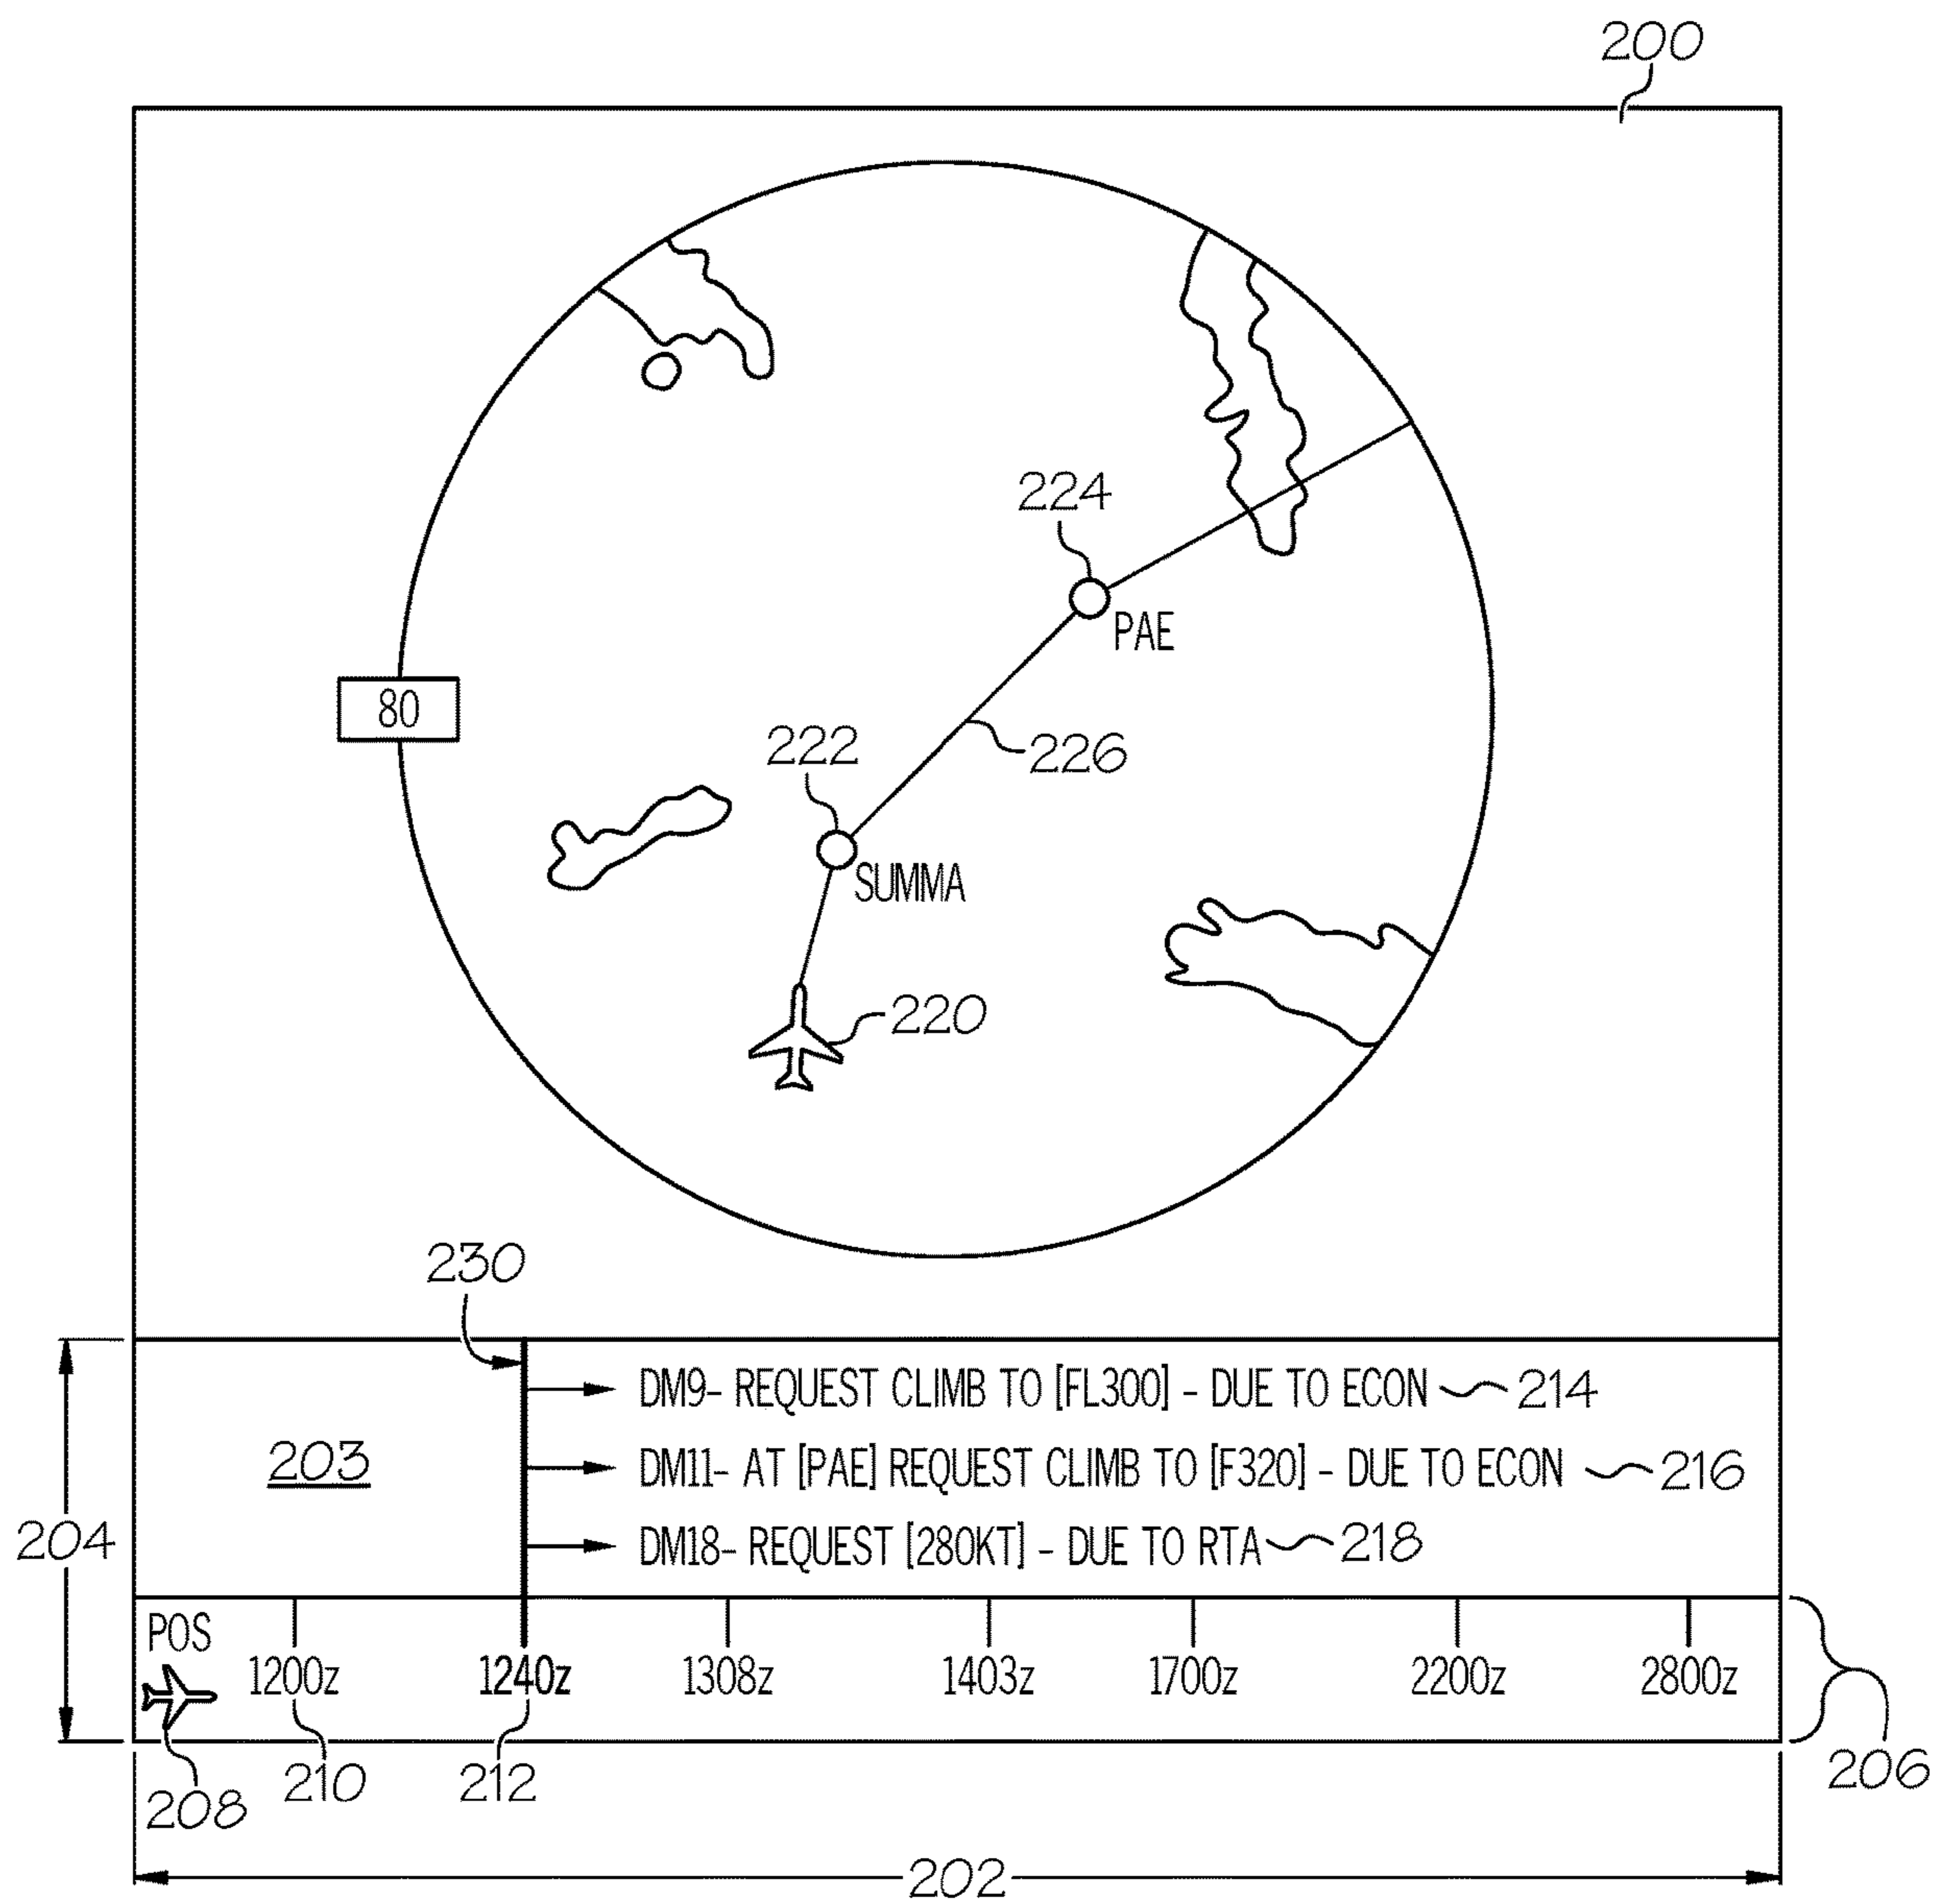 200
224
PAE
80
222
226
SUMMA
220
230
DM9- REQUEST CLIMB TO [FL300] - DUE TO ECON 214
203
DM11- AT [PAE] REQUEST CLIMB TO [F320] - DUE TO ECON 216
204
DM18- REQUEST [280KT] - DUE TO RTA 218
POS
1200z 1240z 1308z 1403z 1700z 2200z 2800z
208 210 212 206
202